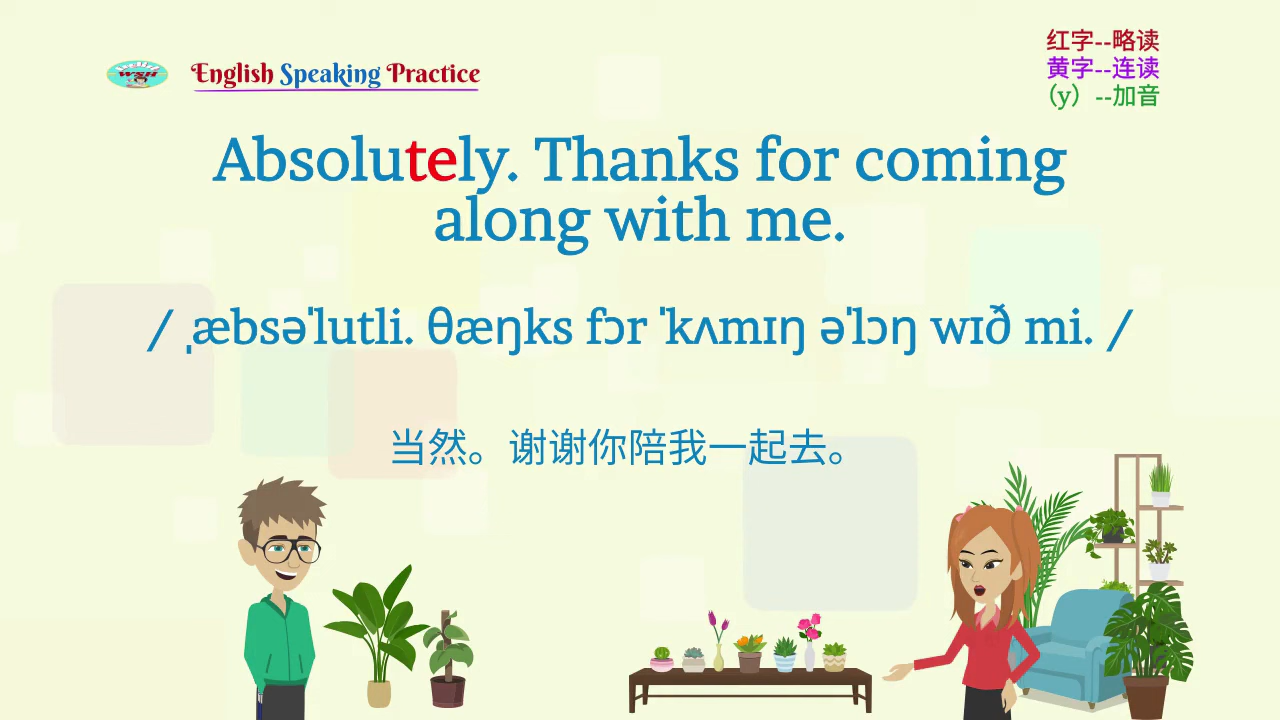 English Speaking Practice
红字--略读
黄字--连读
（y）--加音
Absolutely. Thanks for coming
along with me.
/ ˌæbsəˈlutli. θæŋks fɔr ˈkʌmɪŋ əˈlɔŋ wɪð mi. /
当然。谢谢你陪我一起去。